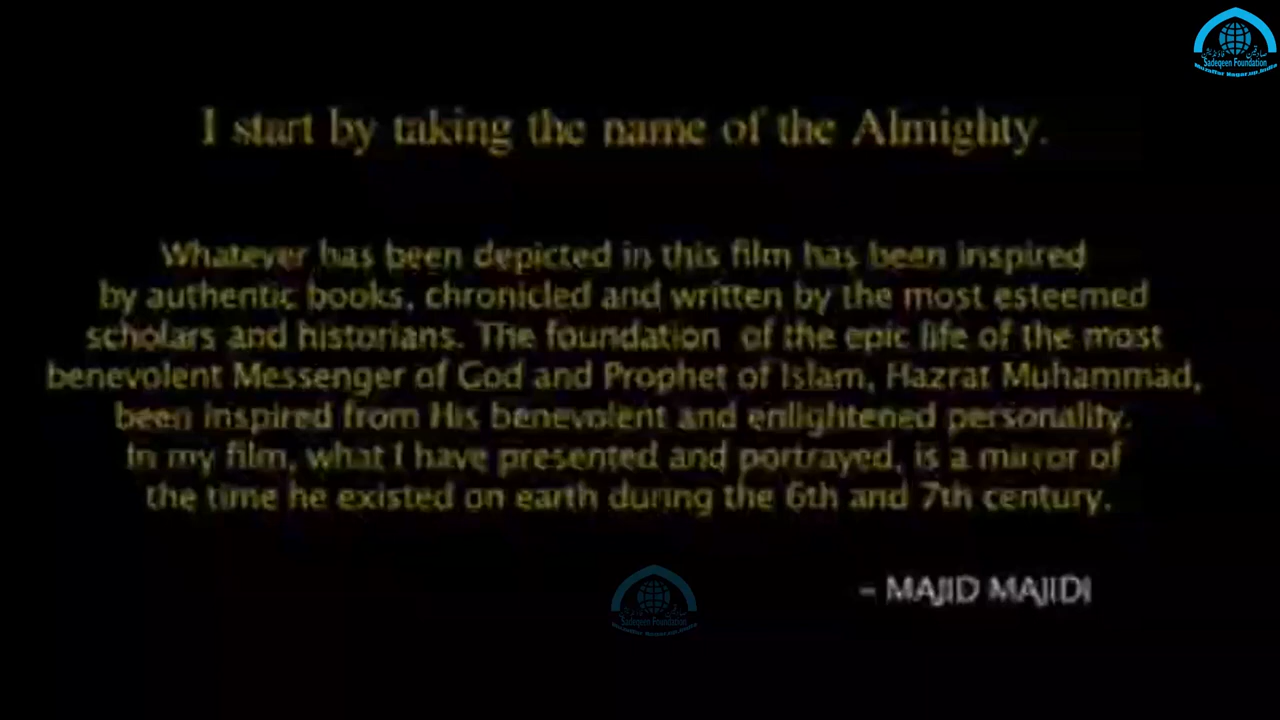 Sadeqeen Foundation
I start by taking the name of the Almighty.
Whatever has been depicted in this film has been inspired
by authentic books, chronicled and written by the most esteemed
scholars and historians. The foundation of the epic life of the most
benevolent Messenger of God and Prophet of Islam, Hazrat Muhammad,
been inspired from His benevolent and enlightened personality.
In my film, what I have presented and portrayed, is a mirror of
the time he existed on earth during the 6th and 7th century.
– MAJID MAJIDI
Sadeqeen Foundation